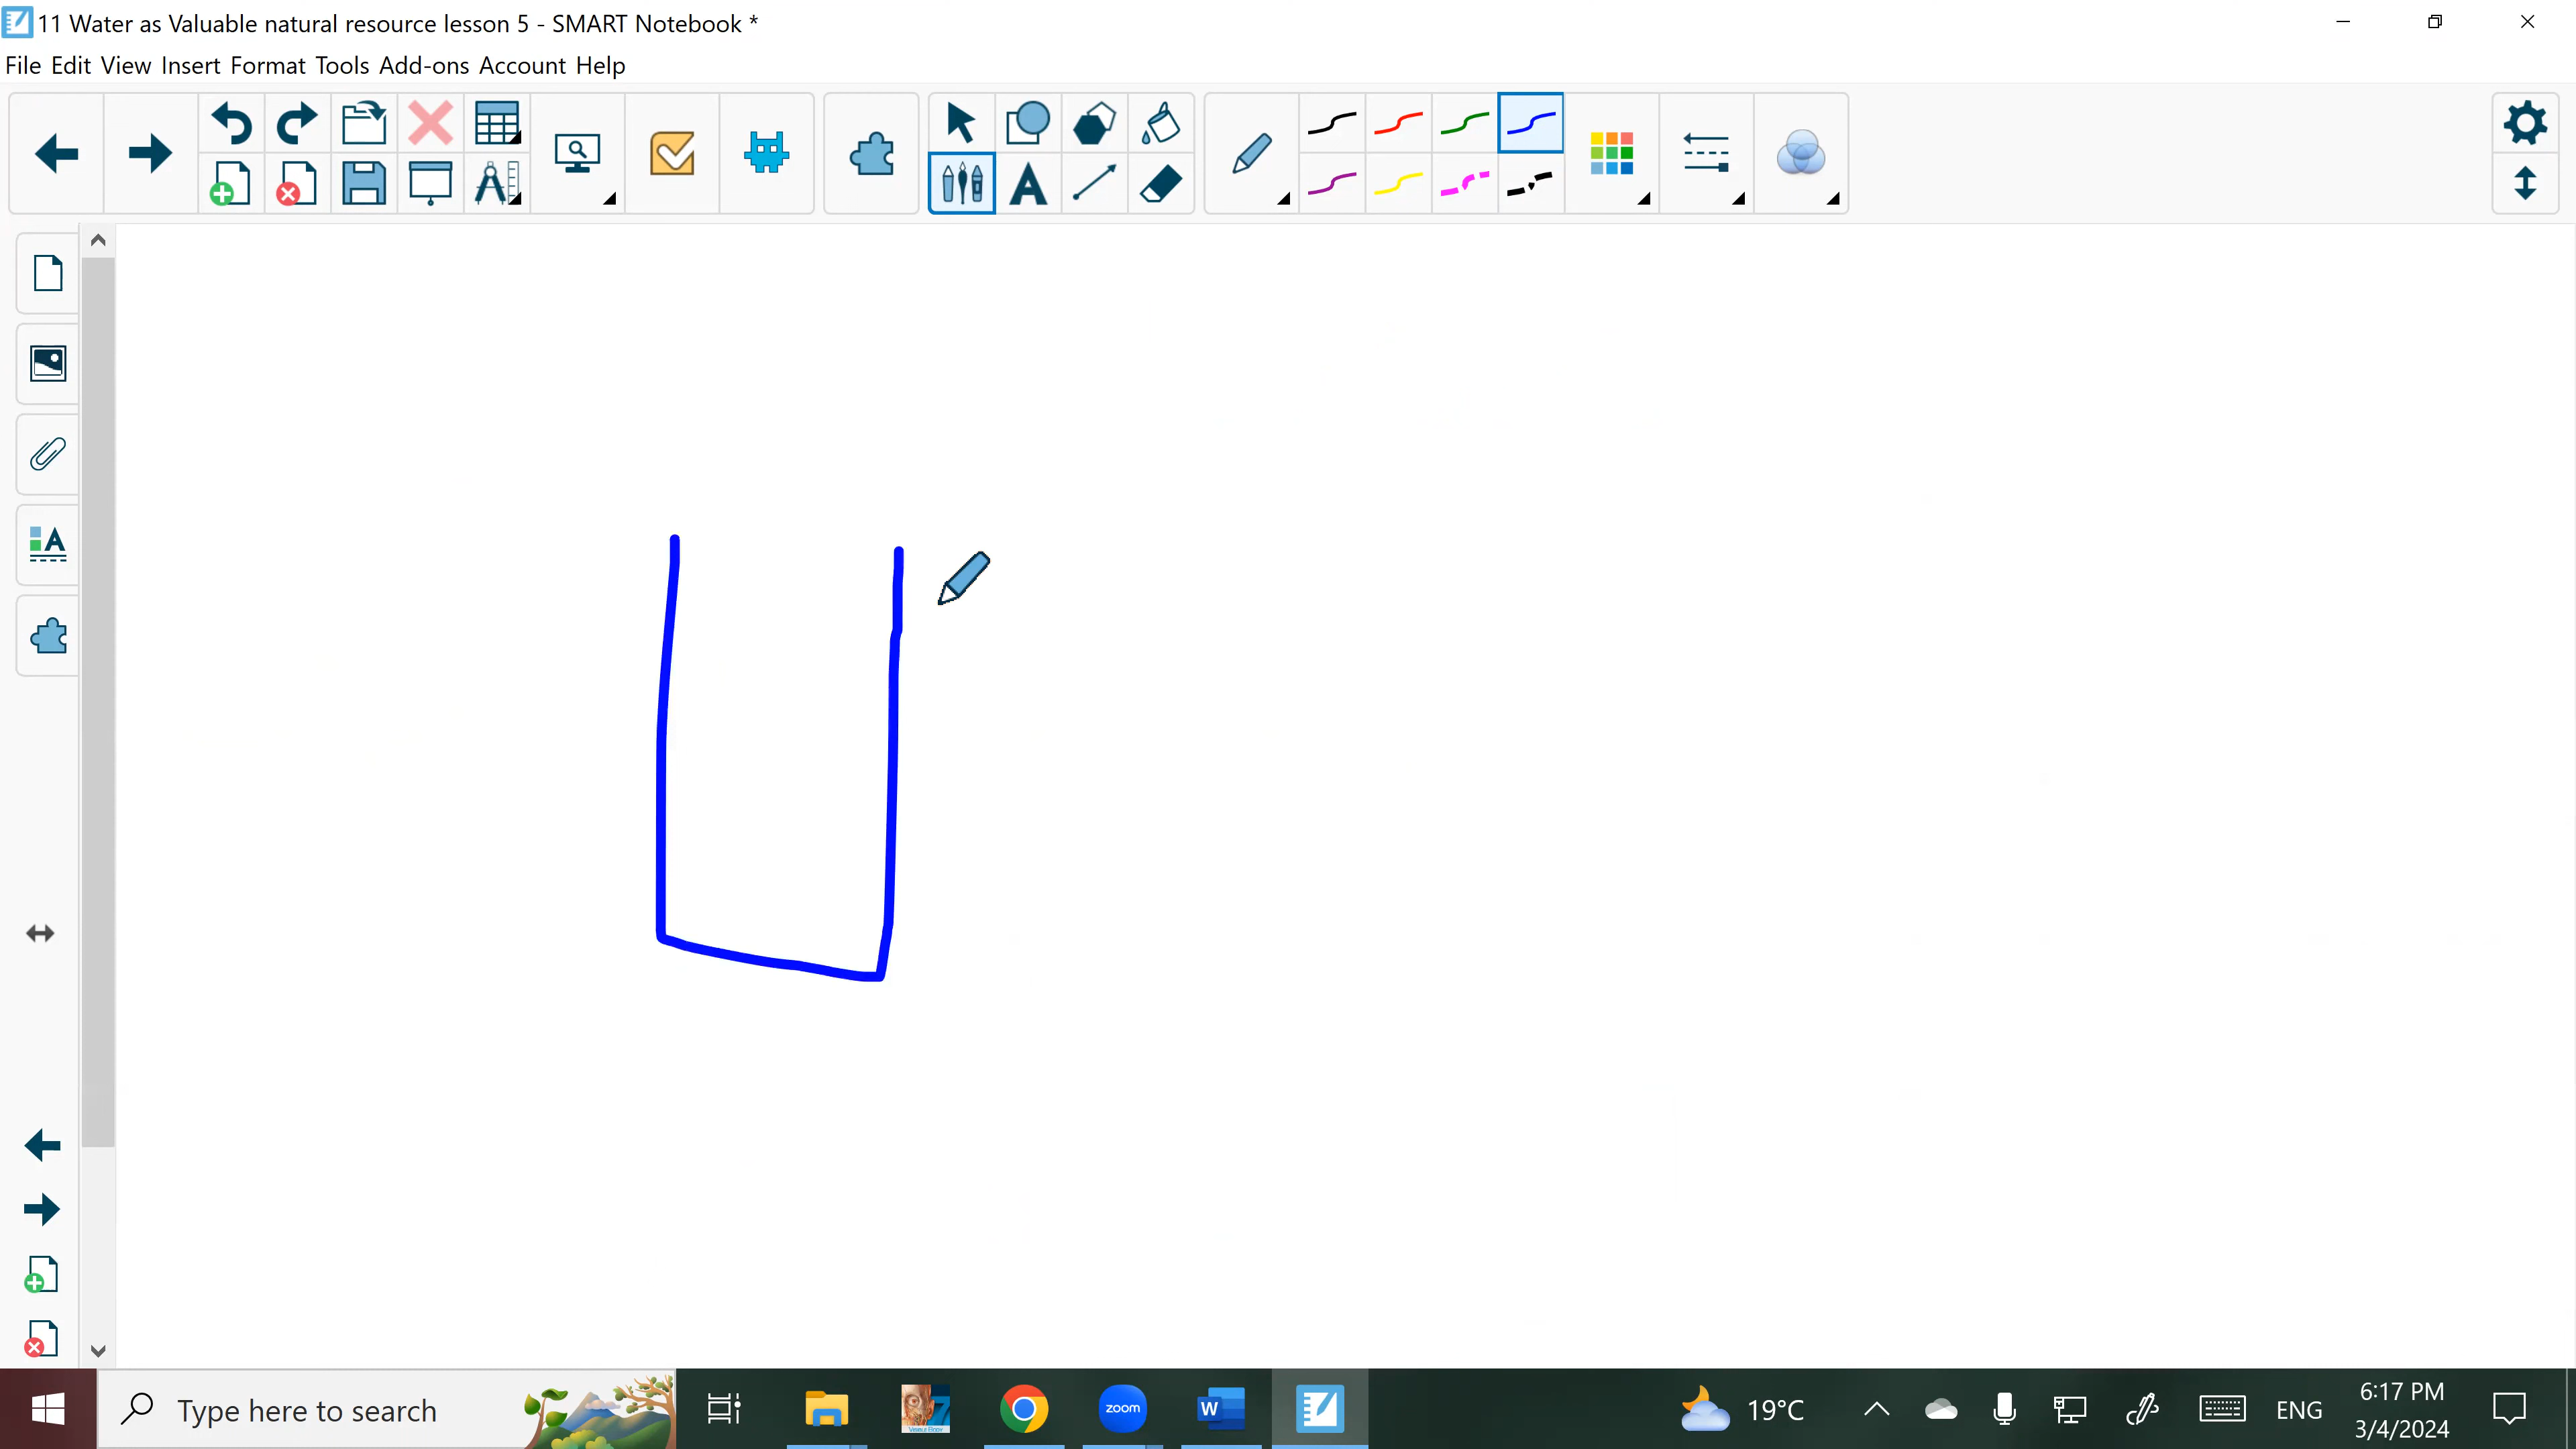 11 Water as Valuable natural resource lesson 5 - SMART Notebook *
File Edit View Insert Format Tools Add-ons Account Help
Type here to search
zoom
W
19°C
ENG
6:17 PM
3/4/2024